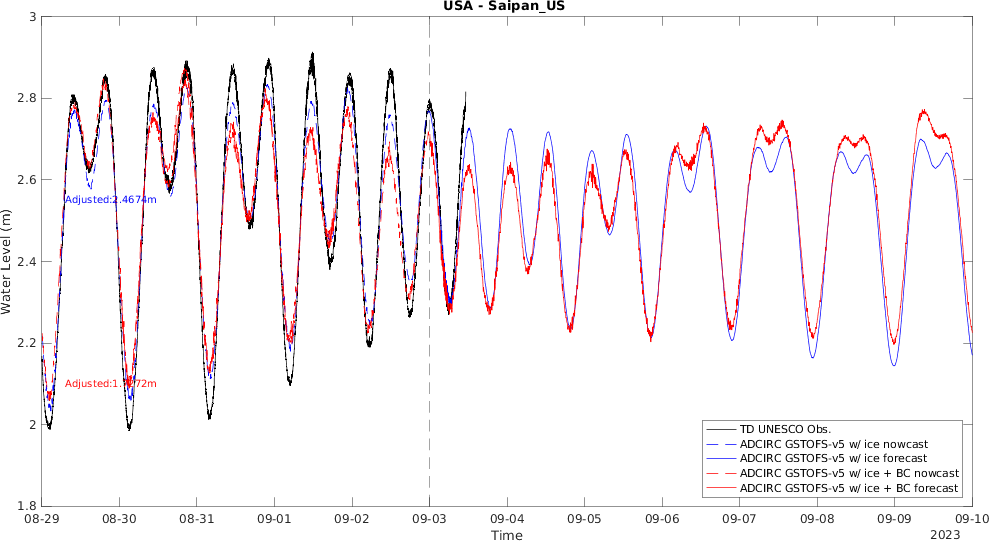 USA - Saipan_US
3
2.8
2.6
2.4
2.2
2
1.8
Water Level (m)
Adjusted:2.4674m
08-29 08-30 08-31 09-01 09-02 09-03 09-04 09-05 09-06 09-07 09-08 09-09 09-10
Time
2023
TD UNESCO Obs.
ADCIRC GSTOFS-v5 w/ ice nowcast
ADCIRC GSTOFS-v5 w/ ice forecast
ADCIRC GSTOFS-v5 w/ ice + BC nowcast
ADCIRC GSTOFS-v5 w/ ice + BC forecast